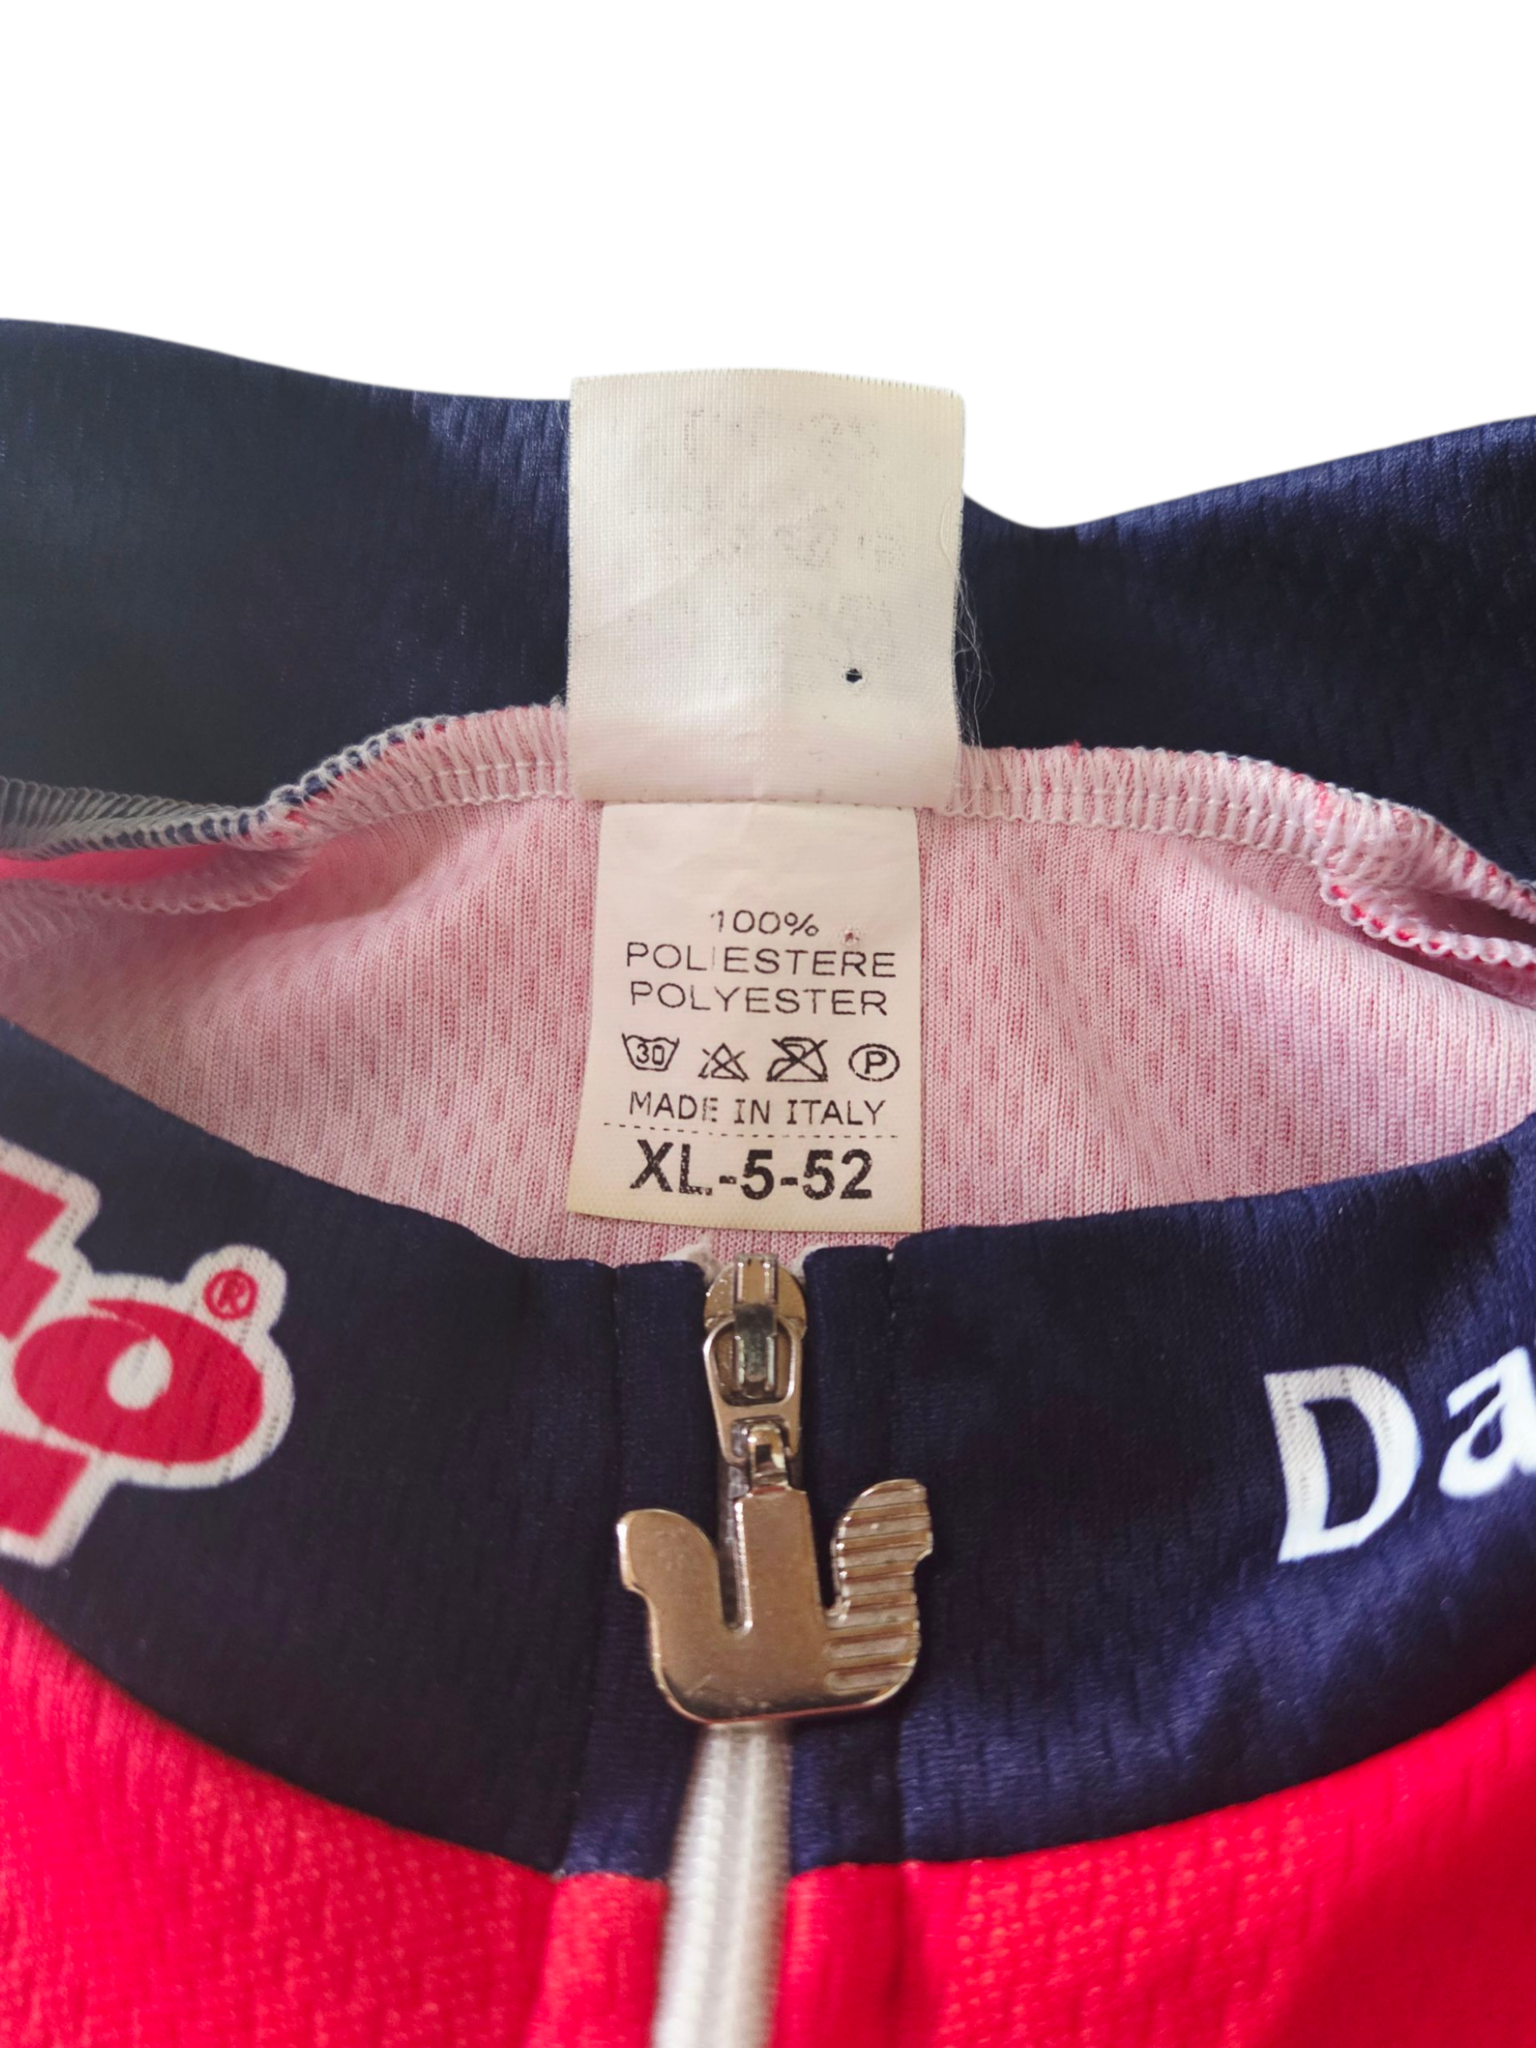 100%
POLIESTERE
POLYESTER
30 P
MADE IN ITALY
XL-5-52
®
Da